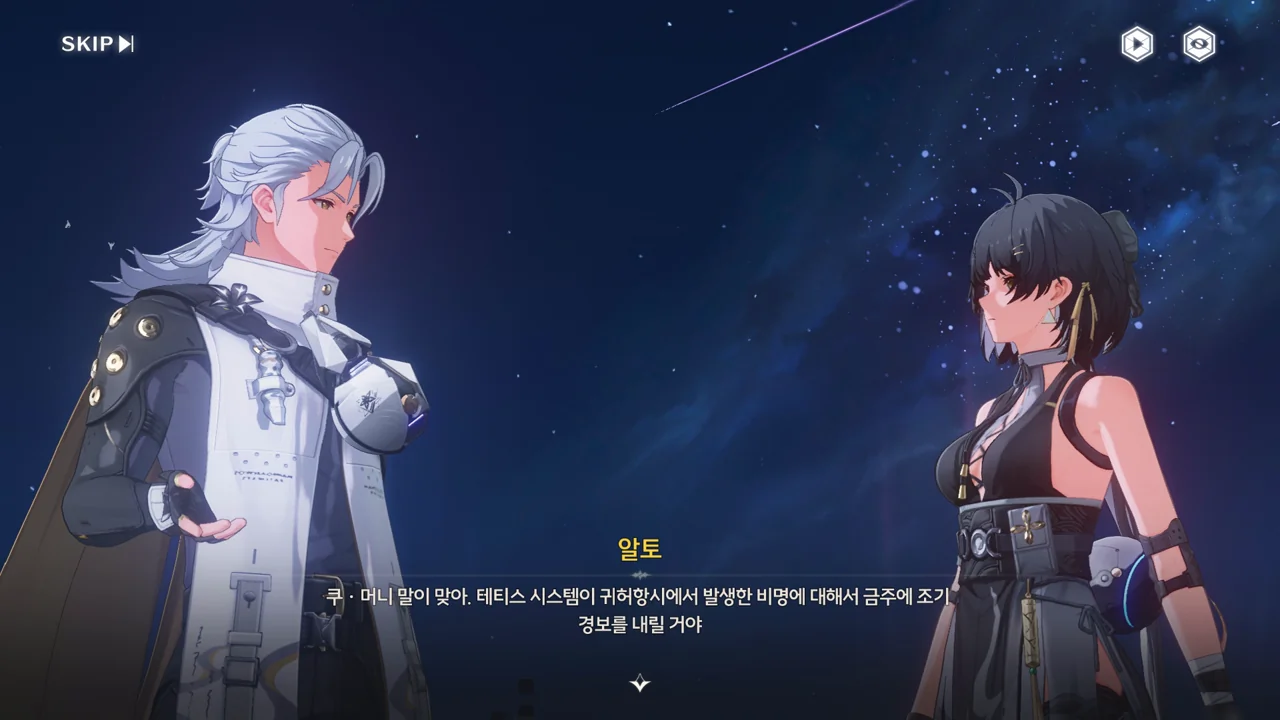 SKIP
알토
쿠·머니 말이 맞아. 테티스 시스템이 귀허항시에서 발생한 비명에 대해서 금주에 조기
경보를 내릴 거야